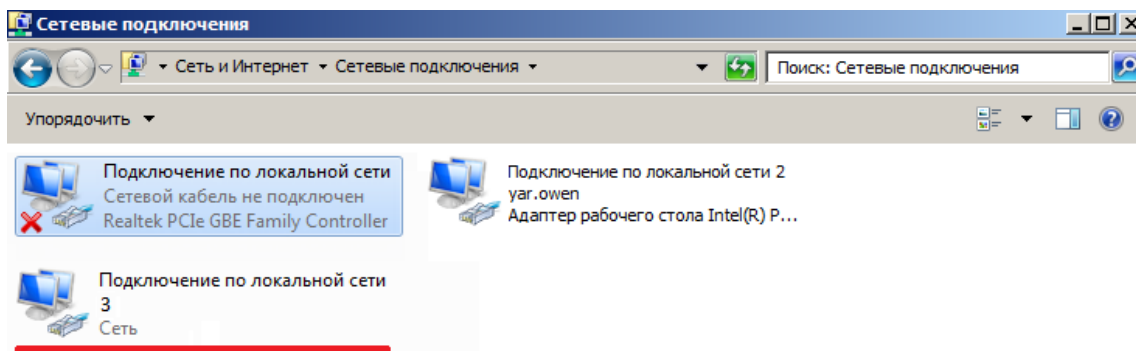 Сетевые подключения
Сеть и Интернет Сетевые подключения
Поиск: Сетевые подключения
Упорядочить
Подключение по локальной сети
Сетевой кабель не подключен
Realtek PCIe GBE Family Controller
Подключение по локальной сети 2
yar.owen
Адаптер рабочего стола Intel(R) P...
Подключение по локальной сети
3
Сеть